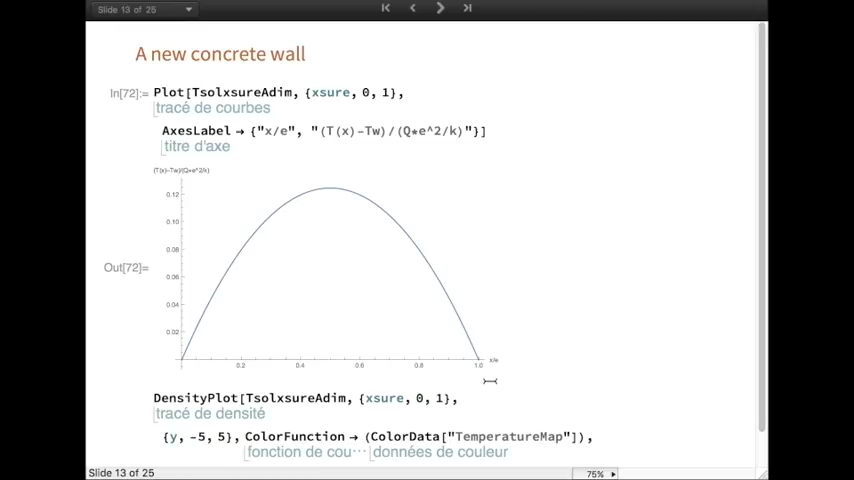 Slide 13 of 25
A new concrete wall
In[72]:= Plot[TsolxsureAdim, {xsure, 0, 1},
tracé de courbes
AxesLabel → {"x/e", "(T(x)-Tw)/(Q*e^2/k)"}]
titre d'axe
(T(x)-Tw)/(Q*e^2/k)
0.12
0.10
0.08
Out[72]=
0.06
0.04
0.02
0.2 0.4 0.6 0.8 1.0 x/e
DensityPlot[TsolxsureAdim, {xsure, 0, 1},
tracé de densité
{y, -5, 5}, ColorFunction → (ColorData["TemperatureMap"]),
fonction de cou⋯ données de couleur
Slide 13 of 25 75%